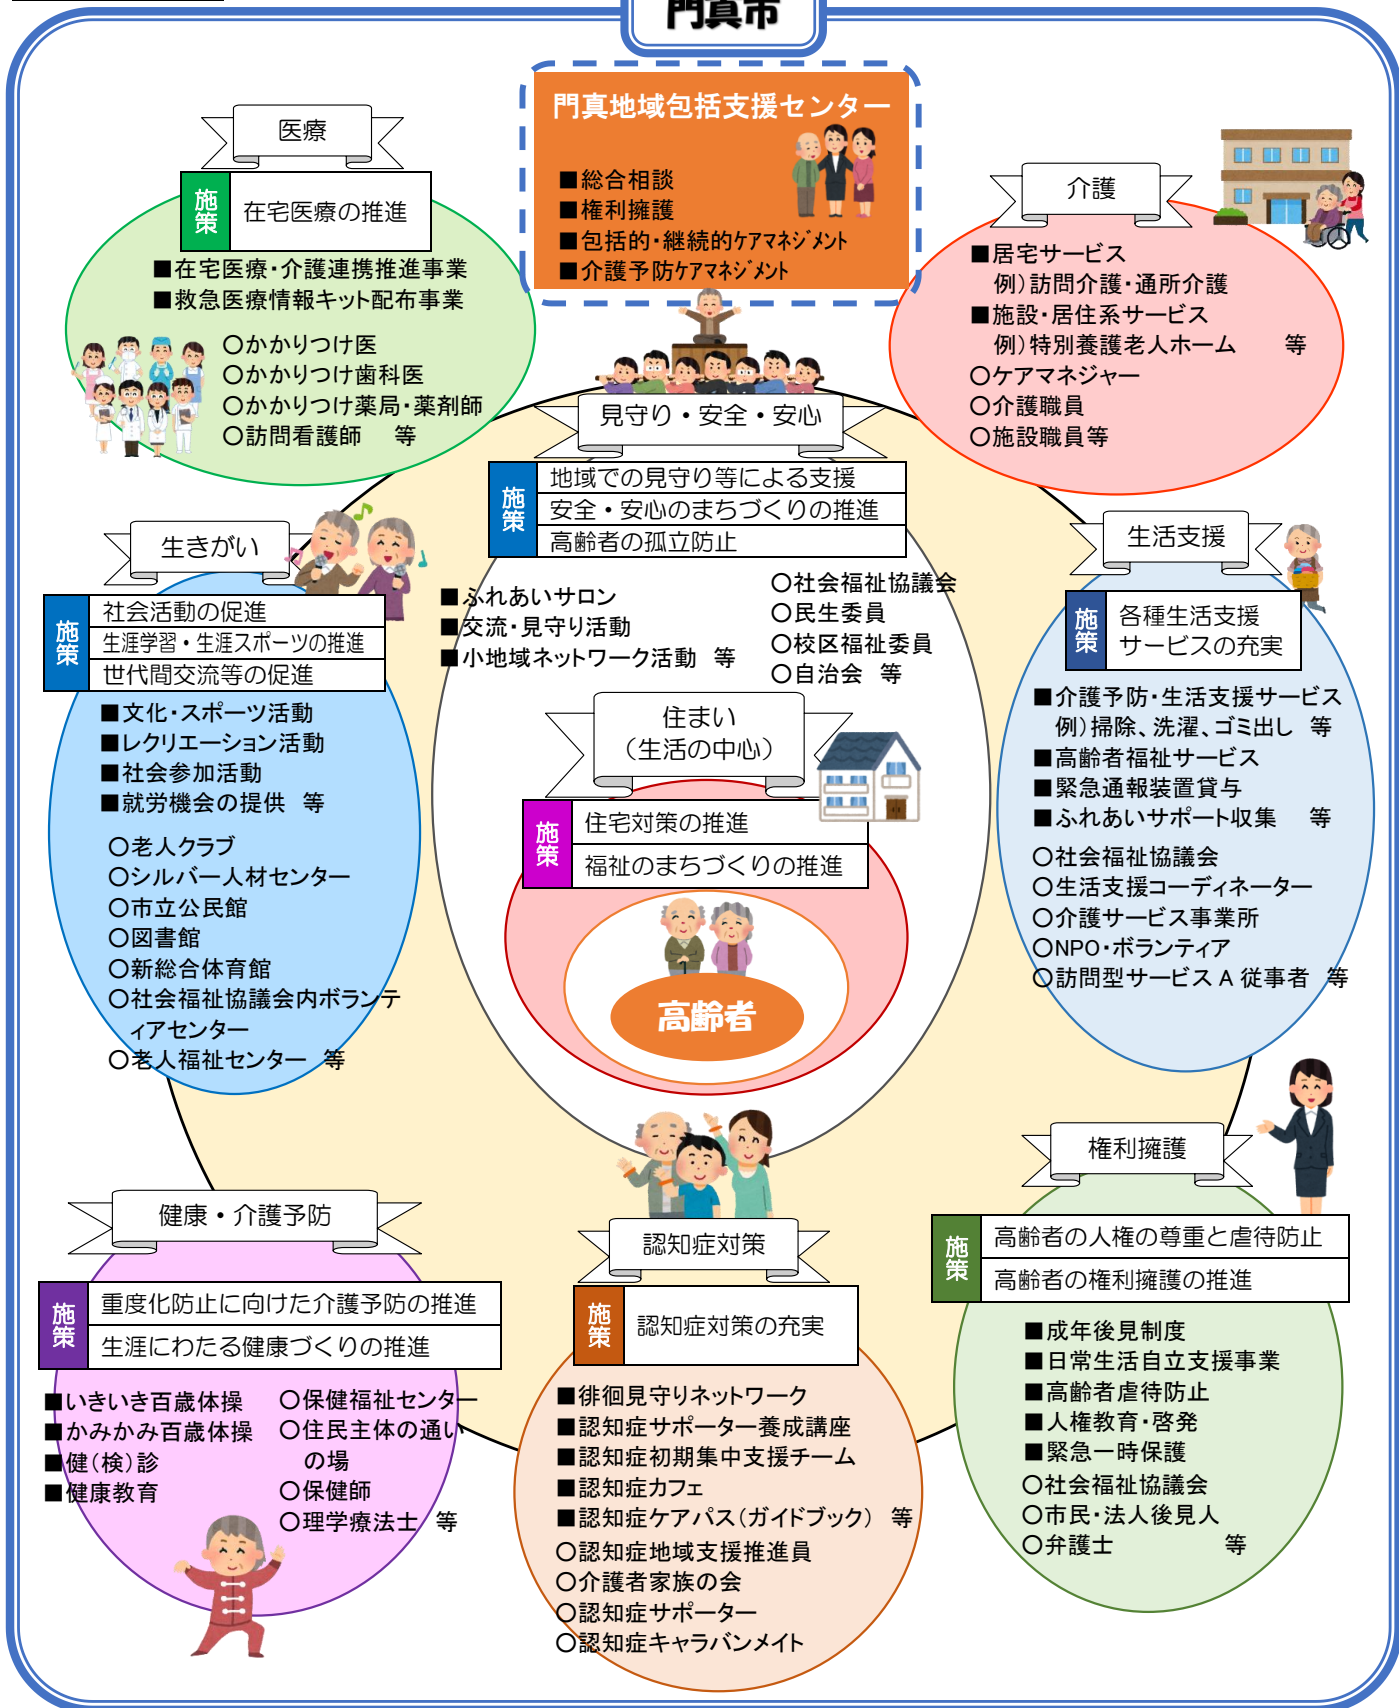 門真市
門真地域包括支援センター
■総合相談
■権利擁護
■包括的・継続的ケアマネジメント
■介護予防ケアマネジメント
医療
施策
在宅医療の推進
■在宅医療・介護連携推進事業
■救急医療情報キット配布事業
〇かかりつけ医
〇かかりつけ歯科医
〇かかりつけ薬局・薬剤師
〇訪問看護師　等
介護
■居宅サービス
例）訪問介護・通所介護
■施設・居住系サービス
例）特別養護老人ホーム　　等
〇ケアマネジャー
〇介護職員
〇施設職員等
見守り・安全・安心
施策
地域での見守り等による支援
安全・安心のまちづくりの推進
高齢者の孤立防止
■ふれあいサロン
■交流・見守り活動
■小地域ネットワーク活動　等
〇社会福祉協議会
〇民生委員
〇校区福祉委員
〇自治会　等
生きがい
施策
社会活動の促進
生涯学習・生涯スポーツの推進
世代間交流等の促進
■文化・スポーツ活動
■レクリエーション活動
■社会参加活動
■就労機会の提供　等
〇老人クラブ
〇シルバー人材センター
〇市立公民館
〇図書館
〇新総合体育館
〇社会福祉協議会内ボランテ
ィアセンター
〇老人福祉センター　等
生活支援
施策
各種生活支援
サービスの充実
■介護予防・生活支援サービス
例）掃除、洗濯、ゴミ出し　等
■高齢者福祉サービス
■緊急通報装置貸与
■ふれあいサポート収集　等
〇社会福祉協議会
〇生活支援コーディネーター
〇介護サービス事業所
〇NPO・ボランティア
〇訪問型サービス A 従事者　等
住まい
（生活の中心）
施策
住宅対策の推進
福祉のまちづくりの推進
高齢者
健康・介護予防
施策
重度化防止に向けた介護予防の推進
生涯にわたる健康づくりの推進
■いきいき百歳体操
■かみかみ百歳体操
■健（検）診
■健康教育
〇保健福祉センター
〇住民主体の通い
の場
〇保健師
〇理学療法士　等
認知症対策
施策
認知症対策の充実
■徘徊見守りネットワーク
■認知症サポーター養成講座
■認知症初期集中支援チーム
■認知症カフェ
■認知症ケアパス（ガイドブック）　等
〇認知症地域支援推進員
〇介護者家族の会
〇認知症サポーター
〇認知症キャラバンメイト
権利擁護
施策
高齢者の人権の尊重と虐待防止
高齢者の権利擁護の推進
■成年後見制度
■日常生活自立支援事業
■高齢者虐待防止
■人権教育・啓発
■緊急一時保護
〇社会福祉協議会
〇市民・法人後見人
〇弁護士　　　　等